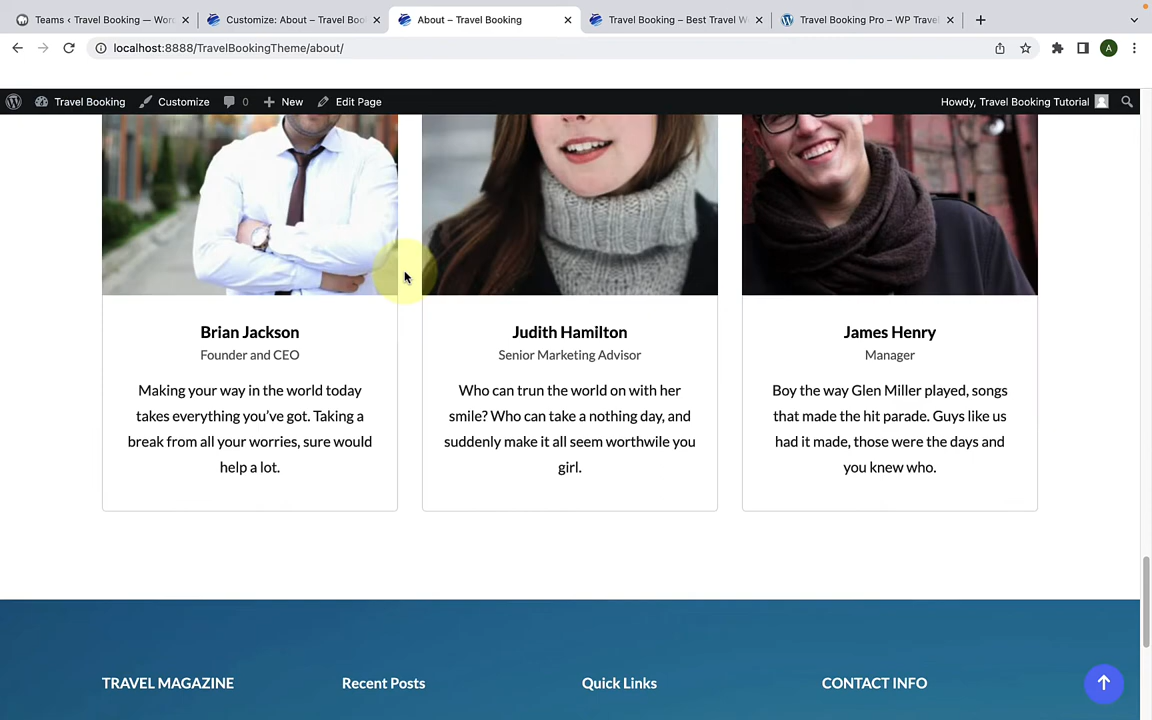 Teams ‹ Travel Booking — Wor
Customize: About – Travel Boo
About – Travel Booking
Travel Booking – Best Travel W
Travel Booking Pro – WP Trave
localhost:8888/TravelBookingTheme/about/
A
Travel Booking
Customize
0
New
Edit Page
Howdy, Travel Booking Tutorial
Brian Jackson
Founder and CEO
Making your way in the world today
takes everything you’ve got. Taking a
break from all your worries, sure would
help a lot.
Judith Hamilton
Senior Marketing Advisor
Who can trun the world on with her
smile? Who can take a nothing day, and
suddenly make it all seem worthwile you
girl.
James Henry
Manager
Boy the way Glen Miller played, songs
that made the hit parade. Guys like us
had it made, those were the days and
you knew who.
TRAVEL MAGAZINE
Recent Posts
Quick Links
CONTACT INFO